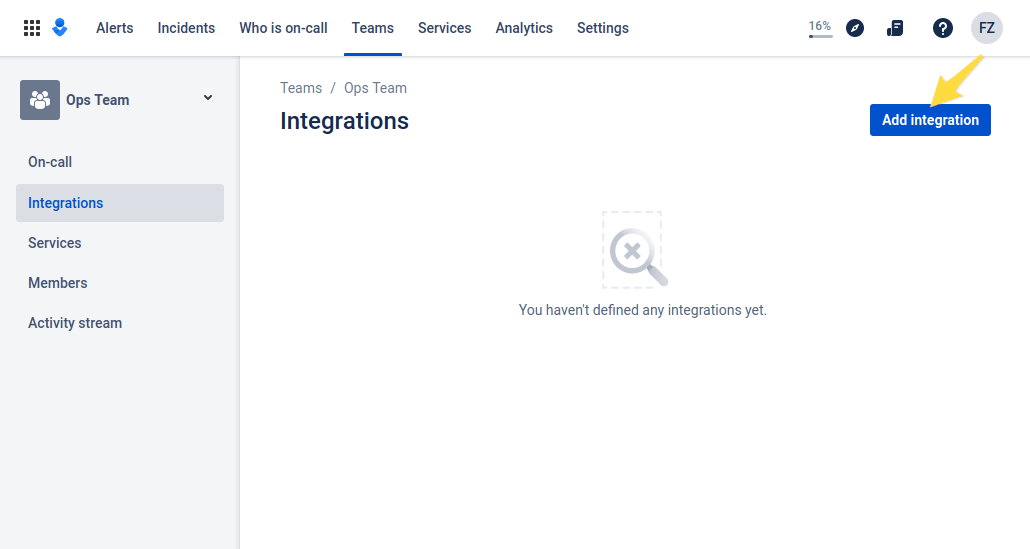 Alerts Incidents Who is on-call Teams Services Analytics Settings 16% FZ
Ops Team
On-call
Integrations
Services
Members
Activity stream
Teams / Ops Team
Integrations
Add integration
You haven't defined any integrations yet.